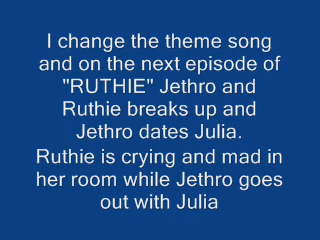 I change the theme song
and on the next episode of
"RUTHIE" Jethro and
Ruthie breaks up and
Jethro dates Julia.
Ruthie is crying and mad in
her room while Jethro goes
out with Julia